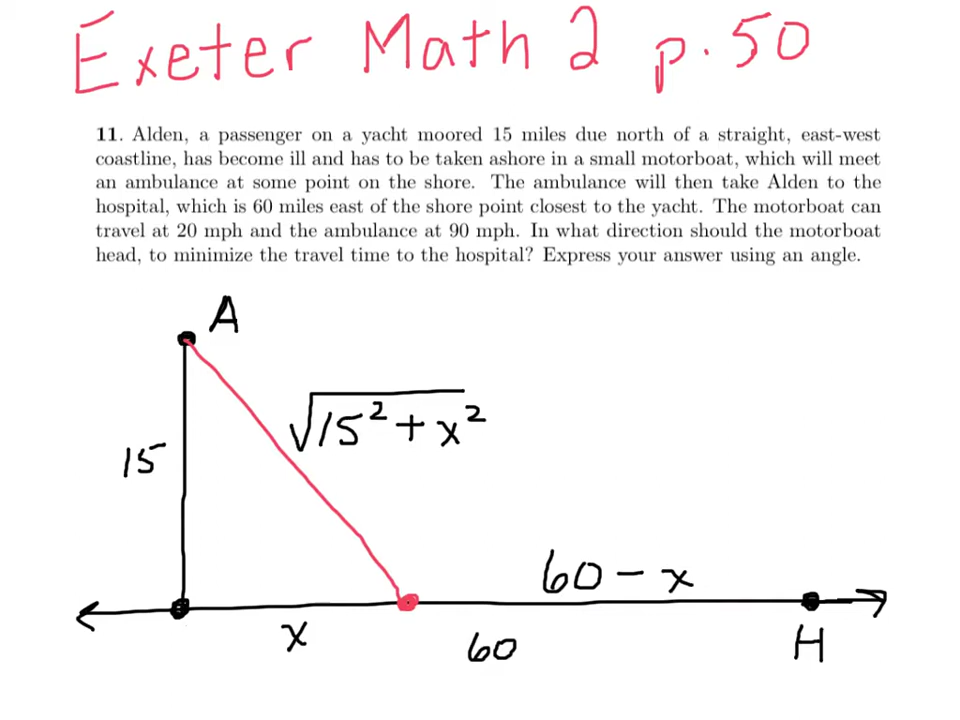 Exeter Math 2 p.50
11. Alden, a passenger on a yacht moored 15 miles due north of a straight, east-west
coastline, has become ill and has to be taken ashore in a small motorboat, which will meet
an ambulance at some point on the shore. The ambulance will then take Alden to the
hospital, which is 60 miles east of the shore point closest to the yacht. The motorboat can
travel at 20 mph and the ambulance at 90 mph. In what direction should the motorboat
head, to minimize the travel time to the hospital? Express your answer using an angle.
A
√15² + x²
15
60 - x
x
60
H